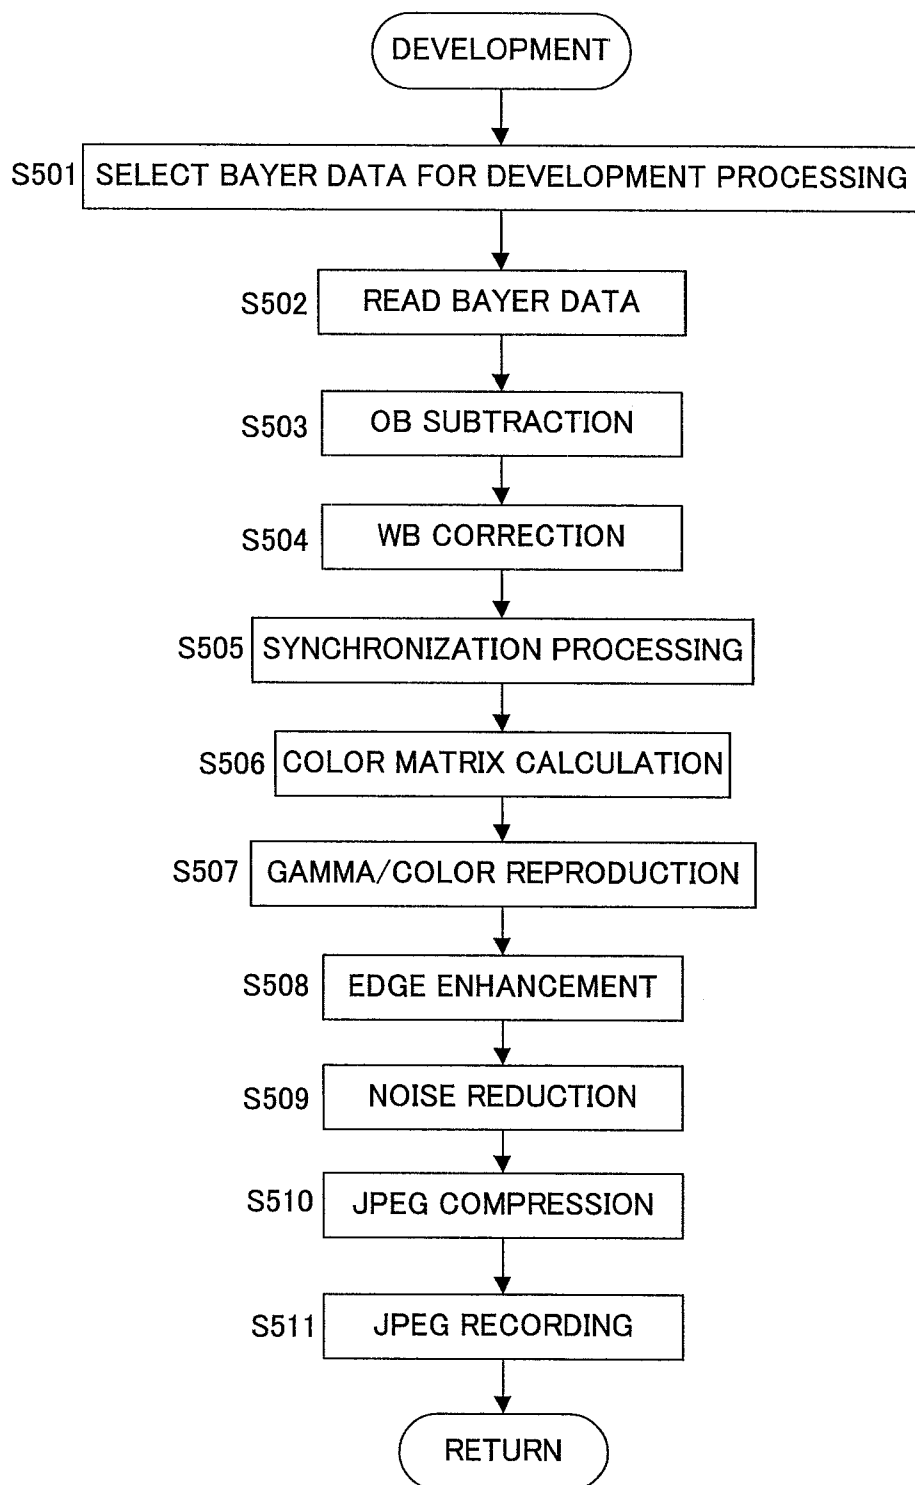 DEVELOPMENT
S501 SELECT BAYER DATA FOR DEVELOPMENT PROCESSING
S502 READ BAYER DATA
S503 OB SUBTRACTION
S504 WB CORRECTION
S505 SYNCHRONIZATION PROCESSING
S506 COLOR MATRIX CALCULATION
S507 GAMMA/COLOR REPRODUCTION
S508 EDGE ENHANCEMENT
S509 NOISE REDUCTION
S510 JPEG COMPRESSION
S511 JPEG RECORDING
RETURN